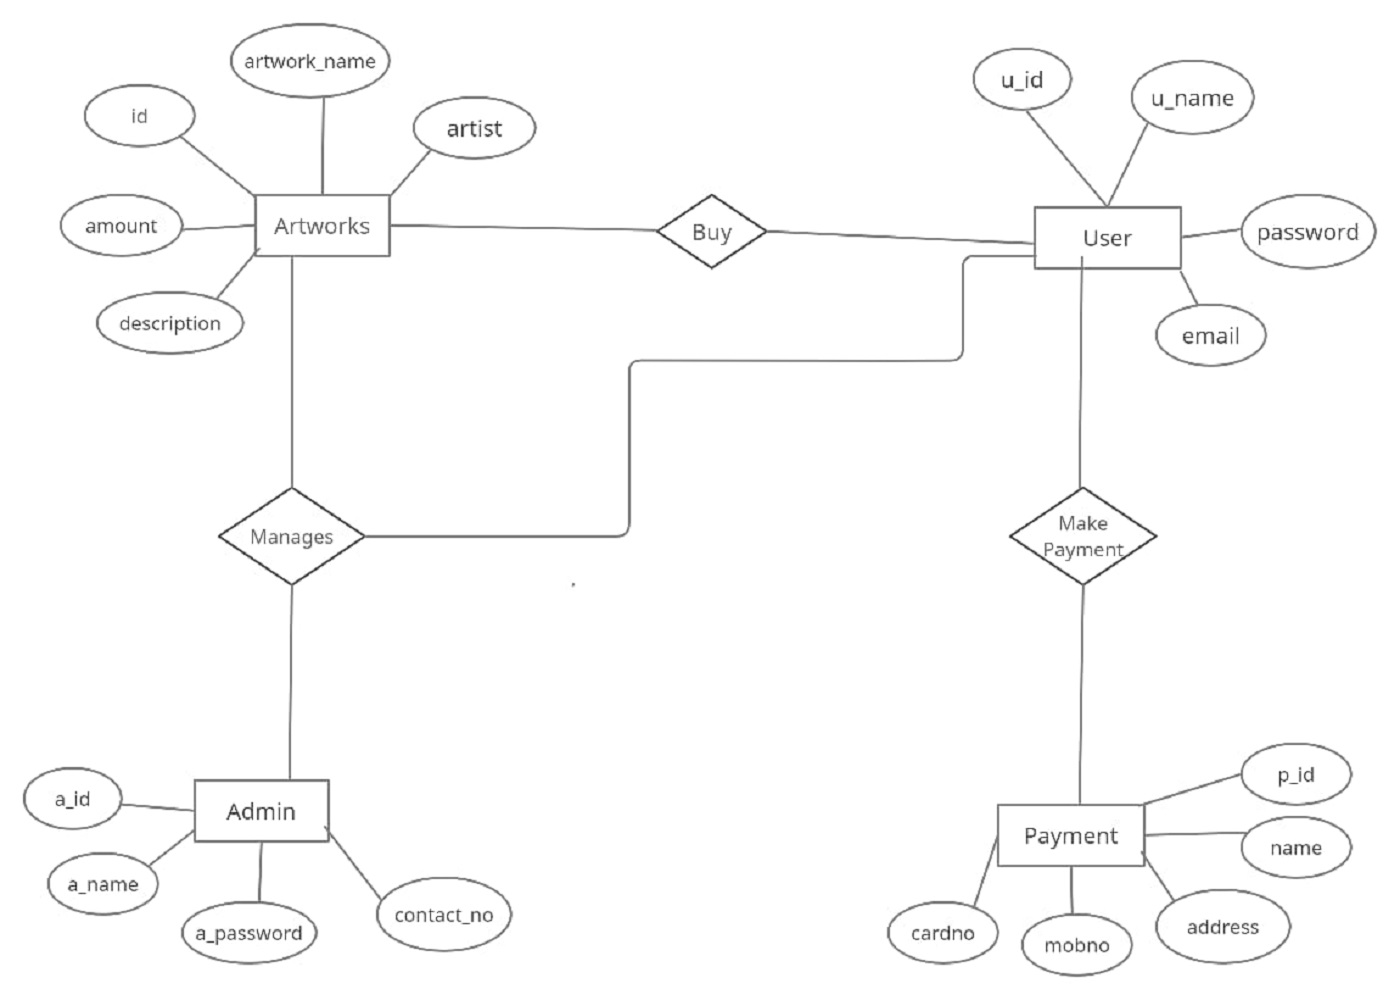 artwork_name
u_id
u_name
id
artist
amount
Artworks
Buy
User
password
description
email
Manages
Make
Payment
a_id
Admin
p_id
Payment
name
a_name
contact_no
a_password
cardno
mobno
address